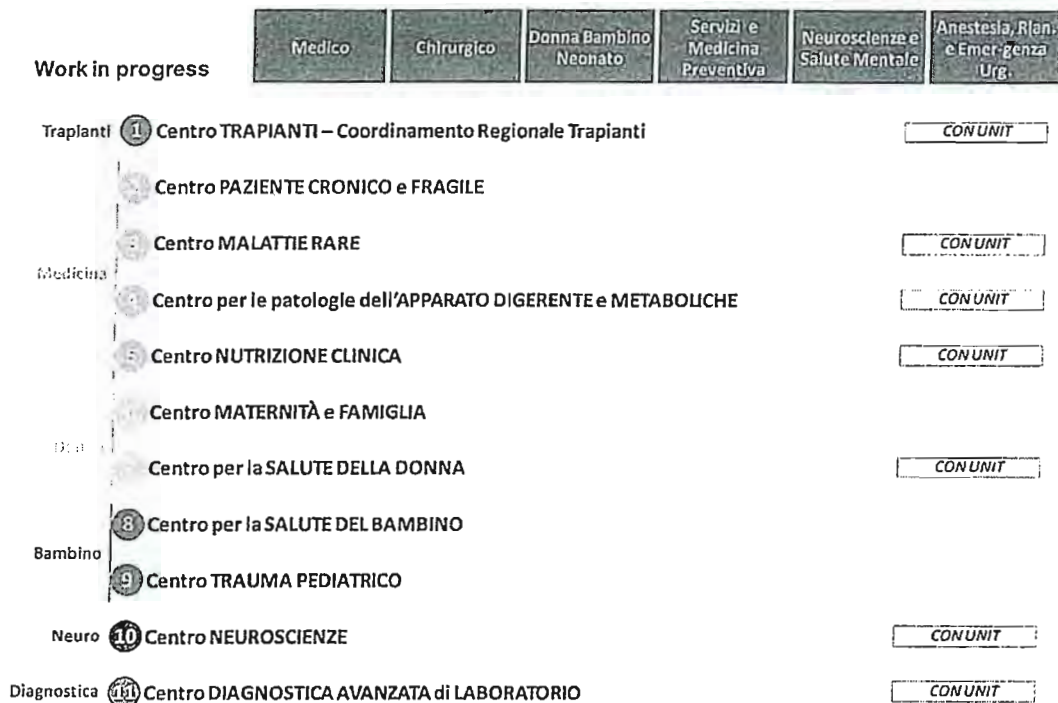 Work in progress
Medico
Chirurgico
Donna Bambino
Neonato
Servizi e
Medicina
Preventiva
Neuroscienze e
Salute Mentale
Anestesia, Rian.
e Emer-genza
Urg.
Trapianti 1 Centro TRAPIANTI – Coordinamento Regionale Trapianti CON UNIT
Centro PAZIENTE CRONICO e FRAGILE
3 Centro MALATTIE RARE CON UNIT
Medicina
Centro per le patologie dell'APPARATO DIGERENTE e METABOLICHE CON UNIT
5 Centro NUTRIZIONE CLINICA CON UNIT
Centro MATERNITÀ e FAMIGLIA
Centro per la SALUTE DELLA DONNA CON UNIT
8 Centro per la SALUTE DEL BAMBINO
Bambino
9 Centro TRAUMA PEDIATRICO
Neuro 10 Centro NEUROSCIENZE CON UNIT
Diagnostica 11 Centro DIAGNOSTICA AVANZATA di LABORATORIO CON UNIT